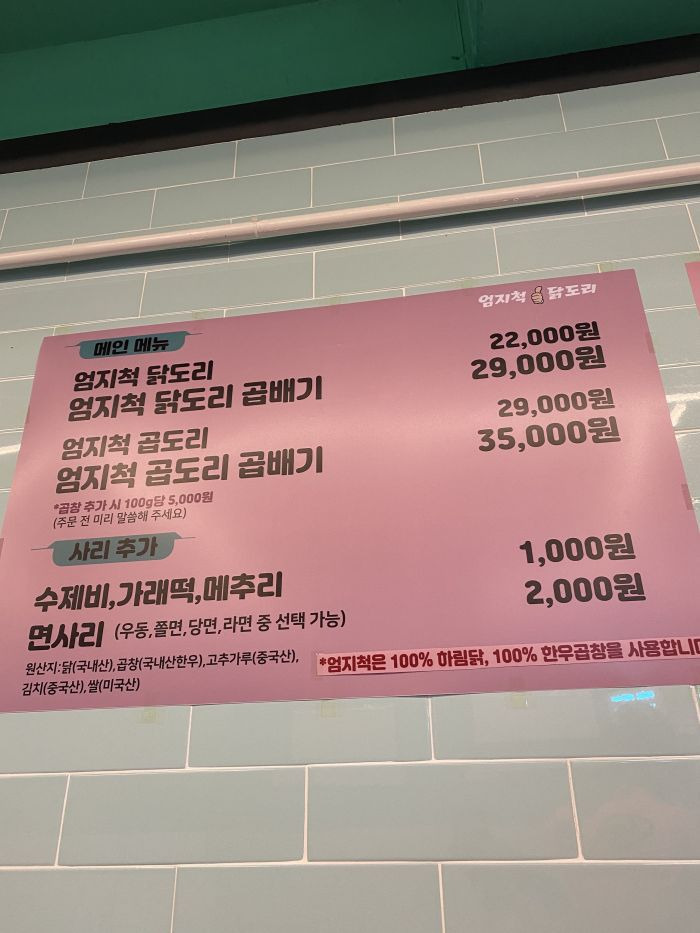 엄지척 닭도리
메인 메뉴
엄지척 닭도리 22,000원
엄지척 닭도리 곱배기 29,000원
엄지척 곱도리 29,000원
엄지척 곱도리 곱배기 35,000원
*곱창 추가 시 100g당 5,000원
(주문 전 미리 말씀해 주세요)
사리 추가
수제비,가래떡,메추리 1,000원
면사리 (우동,쫄면,당면,라면 중 선택 가능) 2,000원
원산지:닭(국내산),곱창(국내산한우),고추가루(중국산),
김치(중국산),쌀(미국산)
*엄지척은 100% 하림닭, 100% 한우곱창을 사용합니다